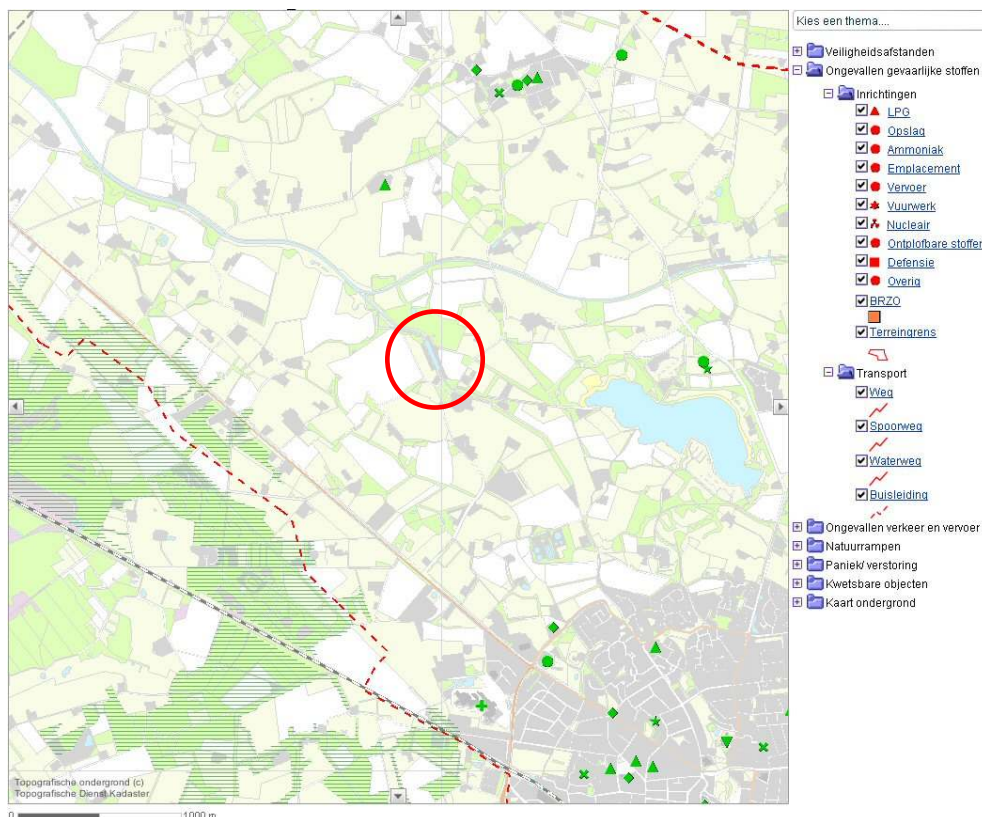 Kies een thema....
Veiligheidsafstanden
Ongevallen gevaarlijke stoffen
Inrichtingen
LPG
Opslag
Ammoniak
Emplacement
Vervoer
Vuurwerk
Nucleair
Ontplofbare stoffen
Defensie
Overig
BRZO
Terreingrens
Transport
Weg
Spoorweg
Waterweg
Buisleiding
Ongevallen verkeer en vervoer
Natuurrampen
Paniek/ verstoring
Kwetsbare objecten
Kaart ondergrond
Topografische ondergrond (c)
Topografische Dienst Kadaster
0 1000 m